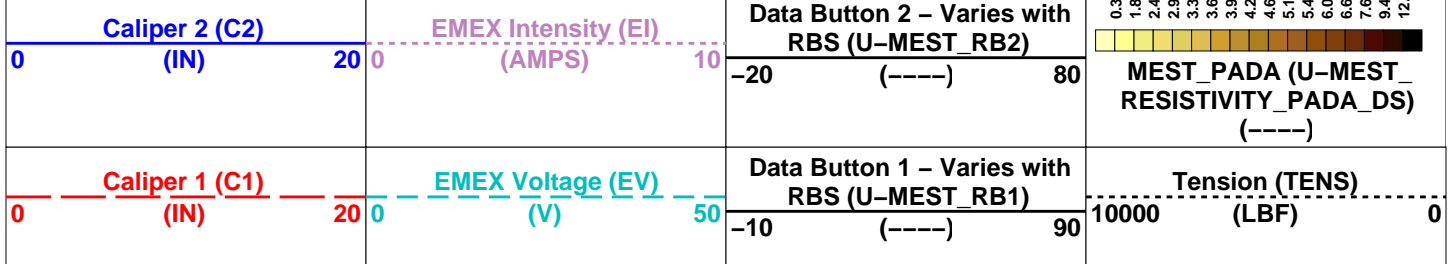 Caliper 2 (C2)
0 (IN) 20
EMEX Intensity (EI)
0 (AMPS) 10
Data Button 2 – Varies with
RBS (U–MEST_RB2)
–20 (––––) 80
MEST_PADA (U–MEST_
RESISTIVITY_PADA_DS)
(––––)
Caliper 1 (C1)
0 (IN) 20
EMEX Voltage (EV)
0 (V) 50
Data Button 1 – Varies with
RBS (U–MEST_RB1)
–10 (––––) 90
Tension (TENS)
10000 (LBF) 0